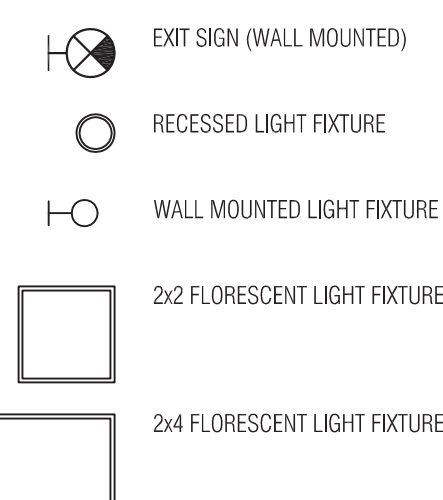 EXIT SIGN (WALL MOUNTED)
RECESSED LIGHT FIXTURE
WALL MOUNTED LIGHT FIXTURE
2x2 FLORESCENT LIGHT FIXTURE
2x4 FLORESCENT LIGHT FIXTURE